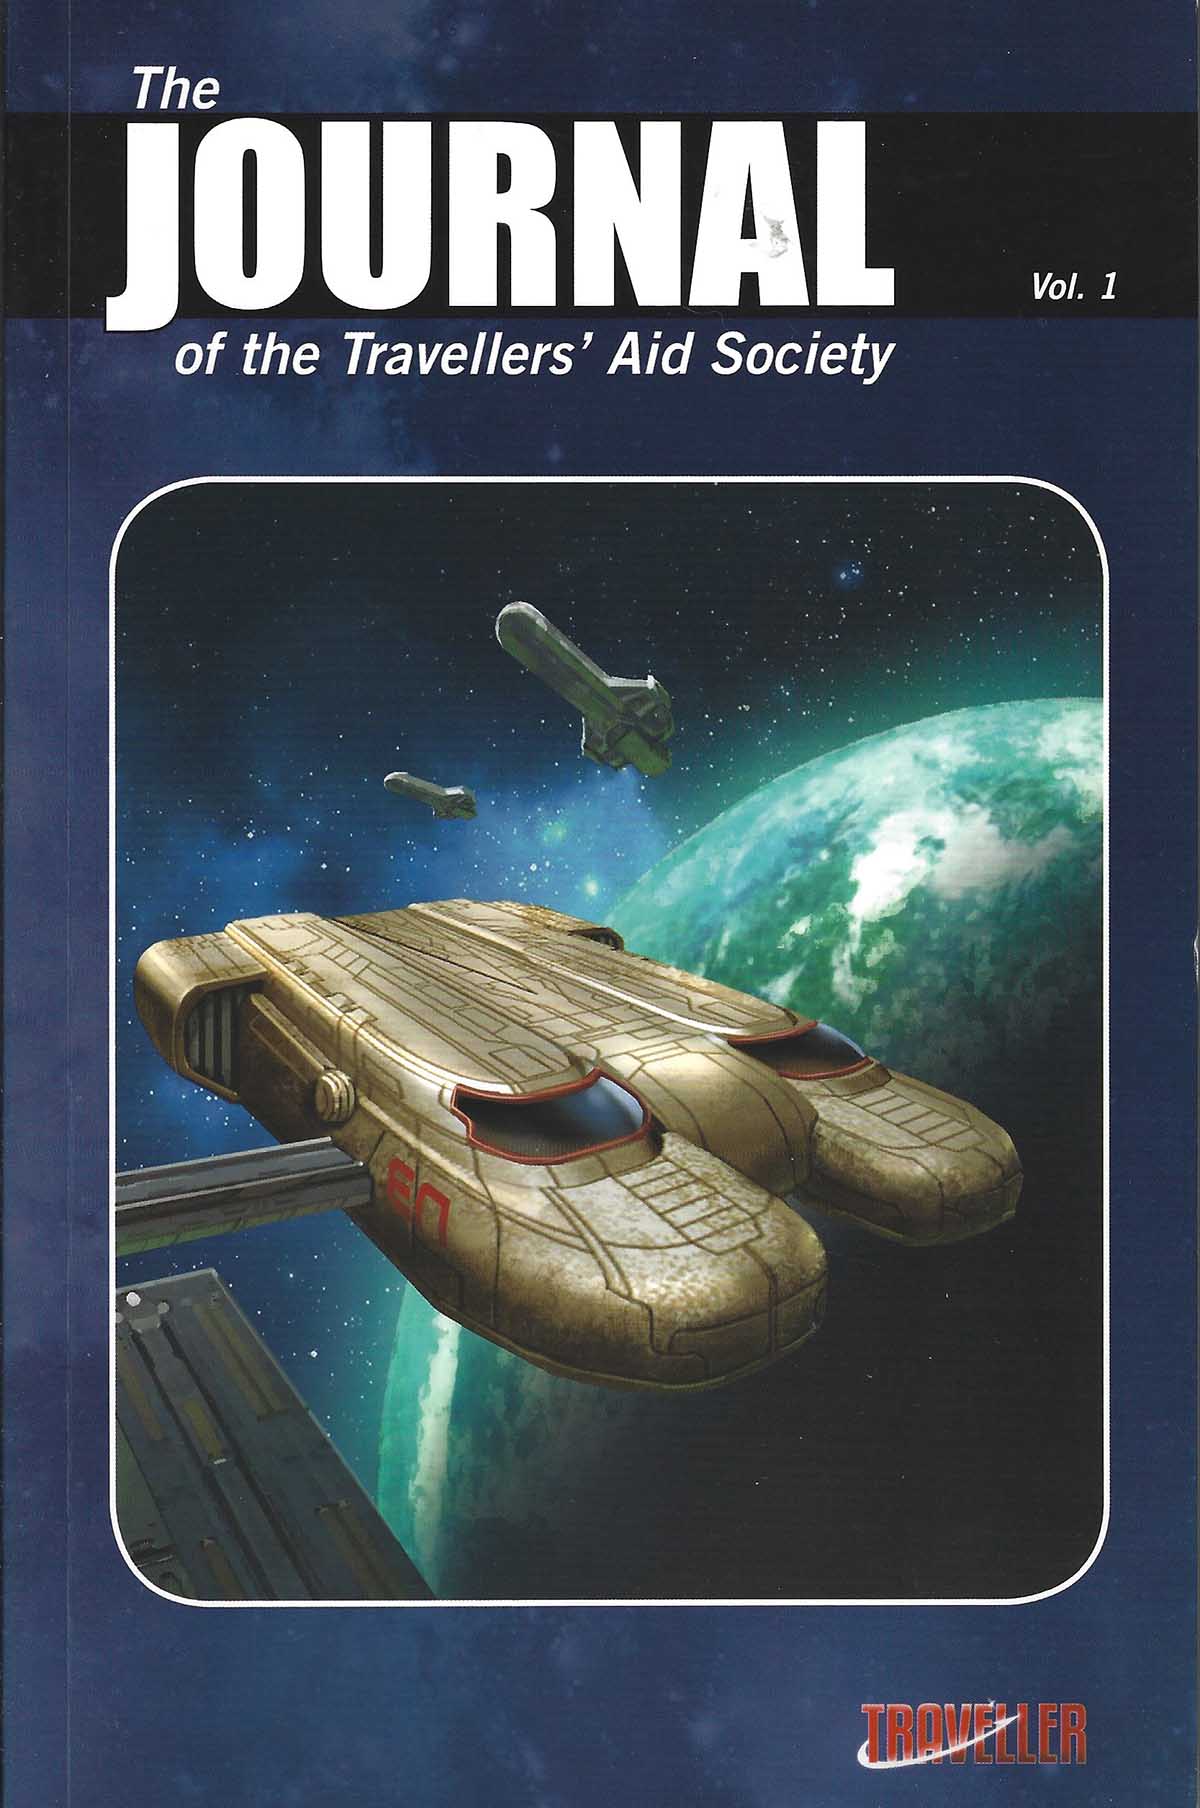 The
JOURNAL
Vol. 1
of the Travellers' Aid Society
TRAVELLER